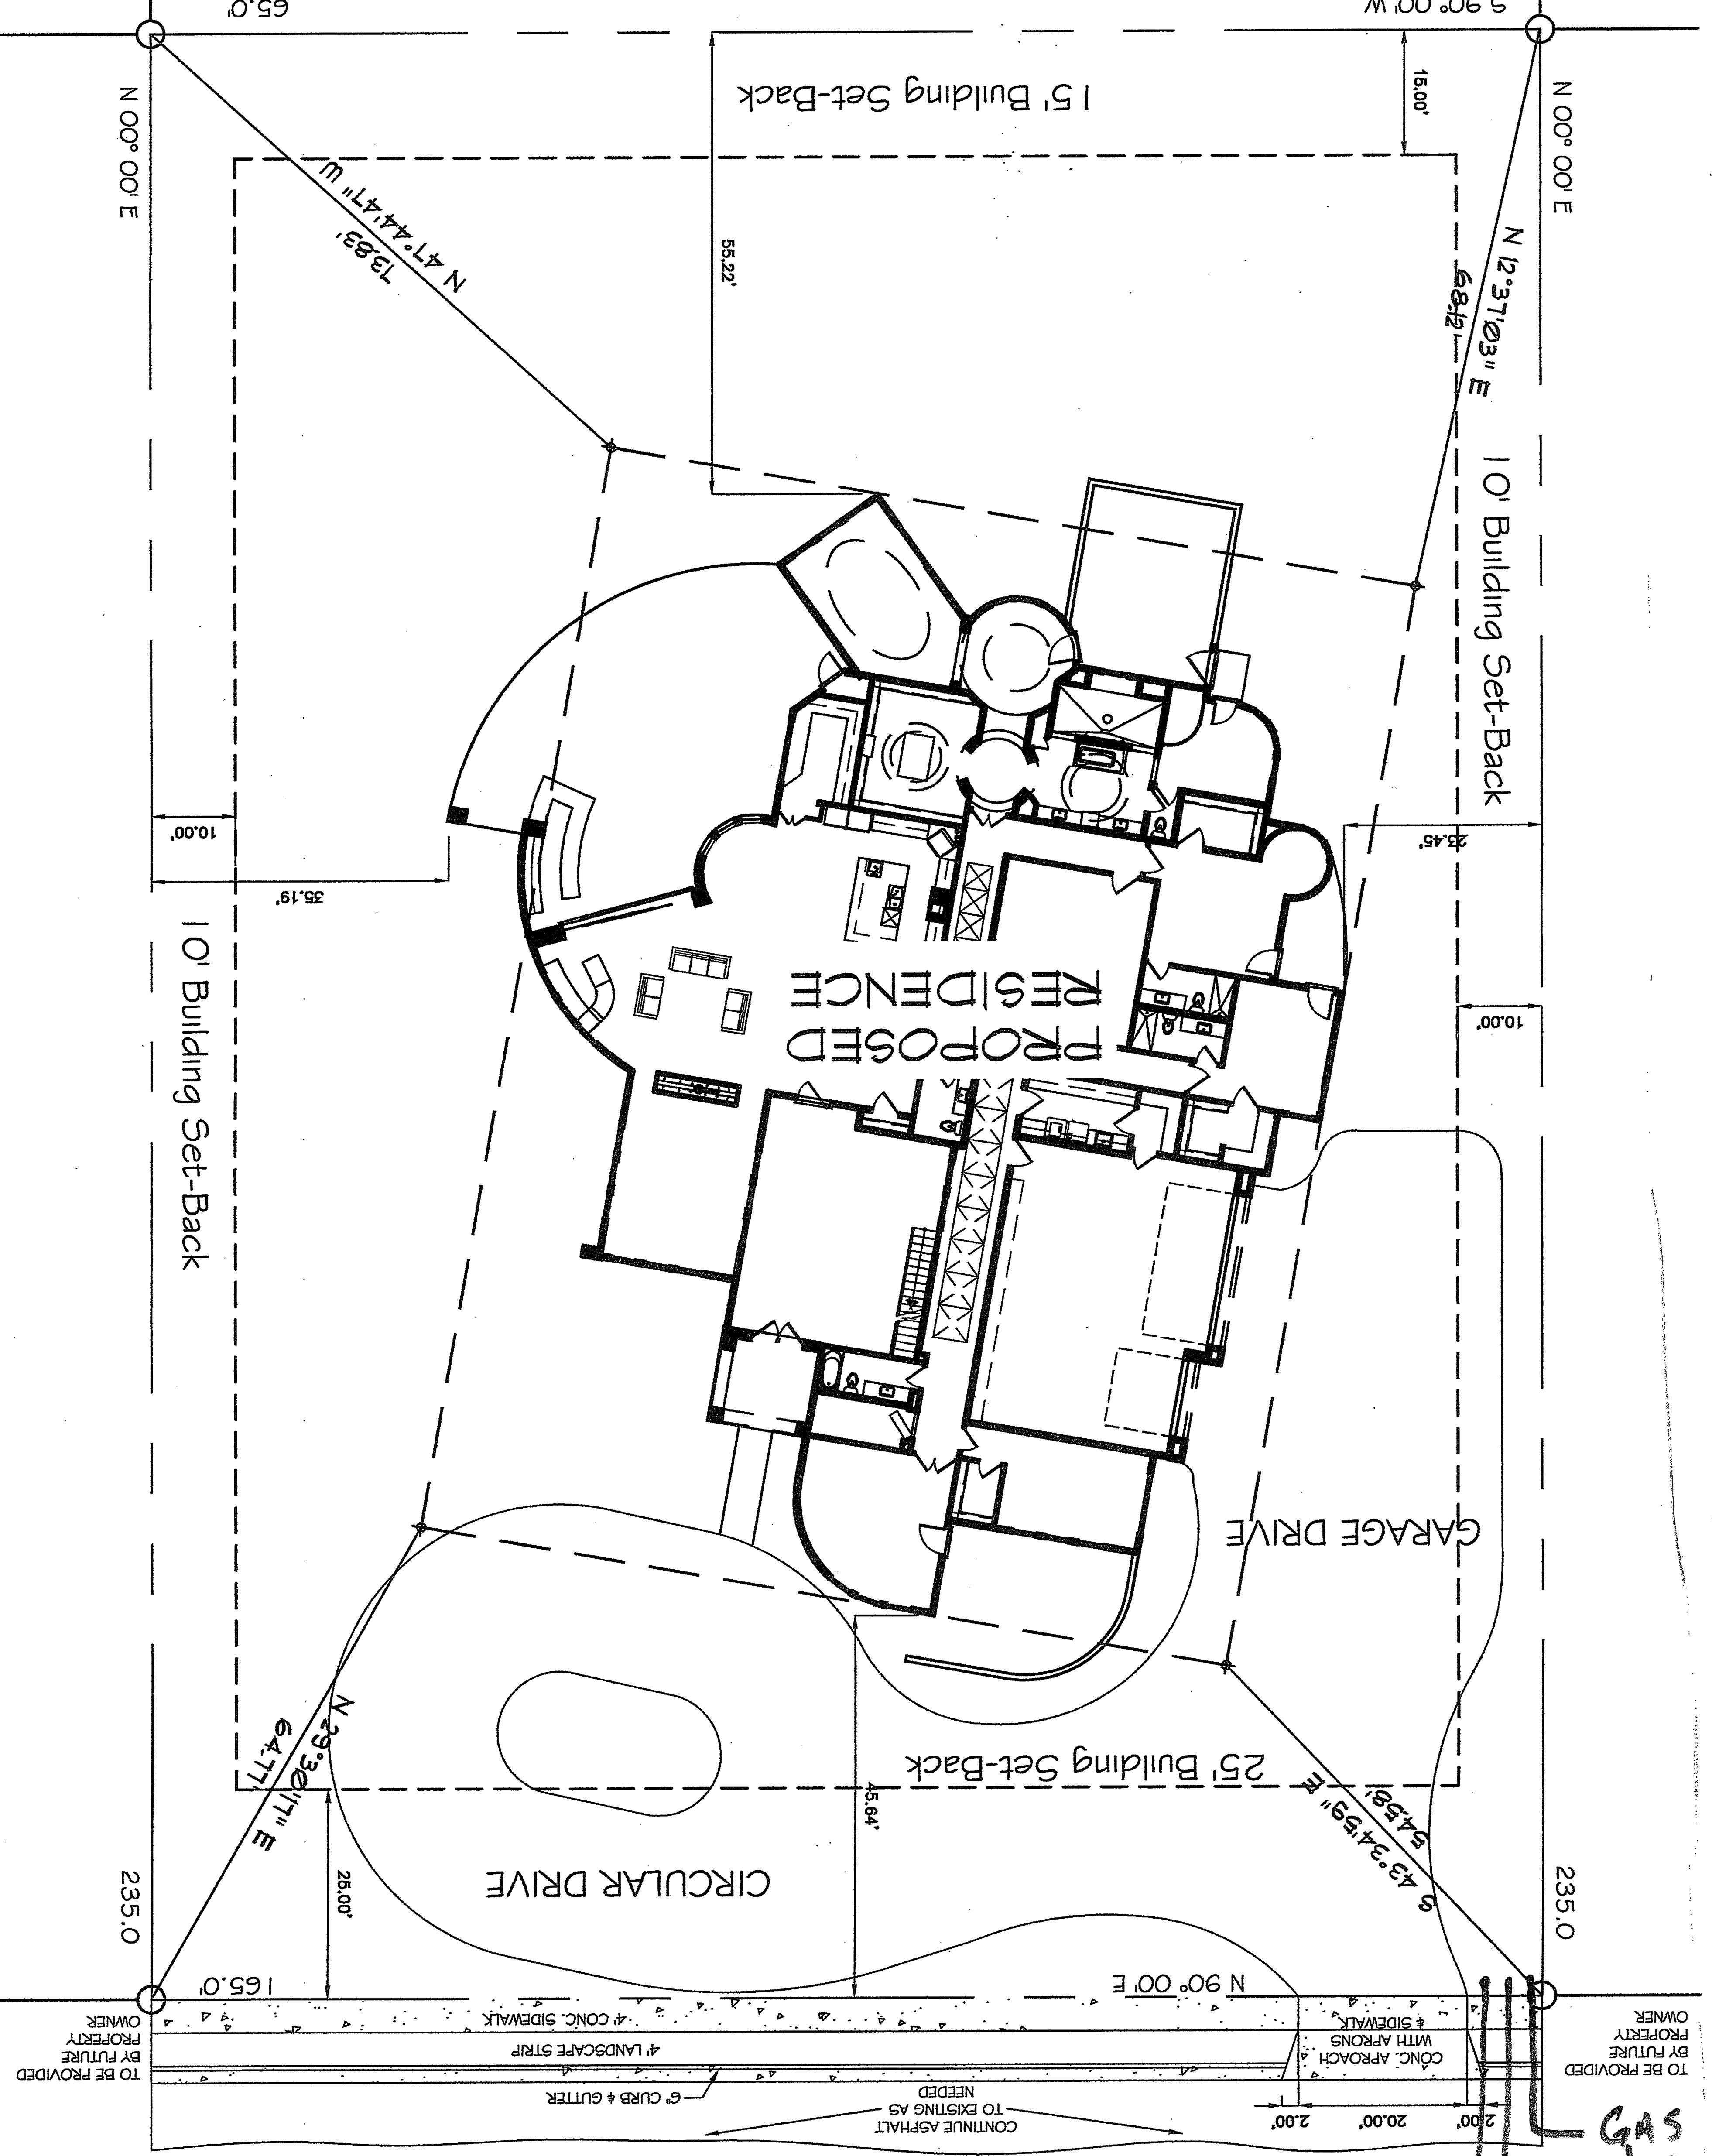 65.0'
S 90° 00' W
N 00° 00' E
15' Building Set-Back
15.00'
N 00° 00' E
N 47° 44' 47" W
73.83'
55.22'
N 12° 37' 03" E
68.12'
10' Building Set-Back
10.00'
35.19'
23.45'
10' Building Set-Back
10.00'
PROPOSED
RESIDENCE
GARAGE DRIVE
N 29° 30' 17" E
64.77'
25' Building Set-Back
S 43° 34' 59" E
54.58'
45.64'
25.00'
CIRCULAR DRIVE
235.0
235.0
165.0'
N 90° 00' E
TO BE PROVIDED
BY FUTURE
PROPERTY
OWNER
4' CONC. SIDEWALK
4' LANDSCAPE STRIP
6" CURB & GUTTER
CONC. APROACH
WITH APRONS
& SIDEWALK
TO BE PROVIDED
BY FUTURE
PROPERTY
OWNER
CONTINUE ASPHALT
TO EXISTING AS
NEEDED
2.00'
20.00'
2.00'
GAS